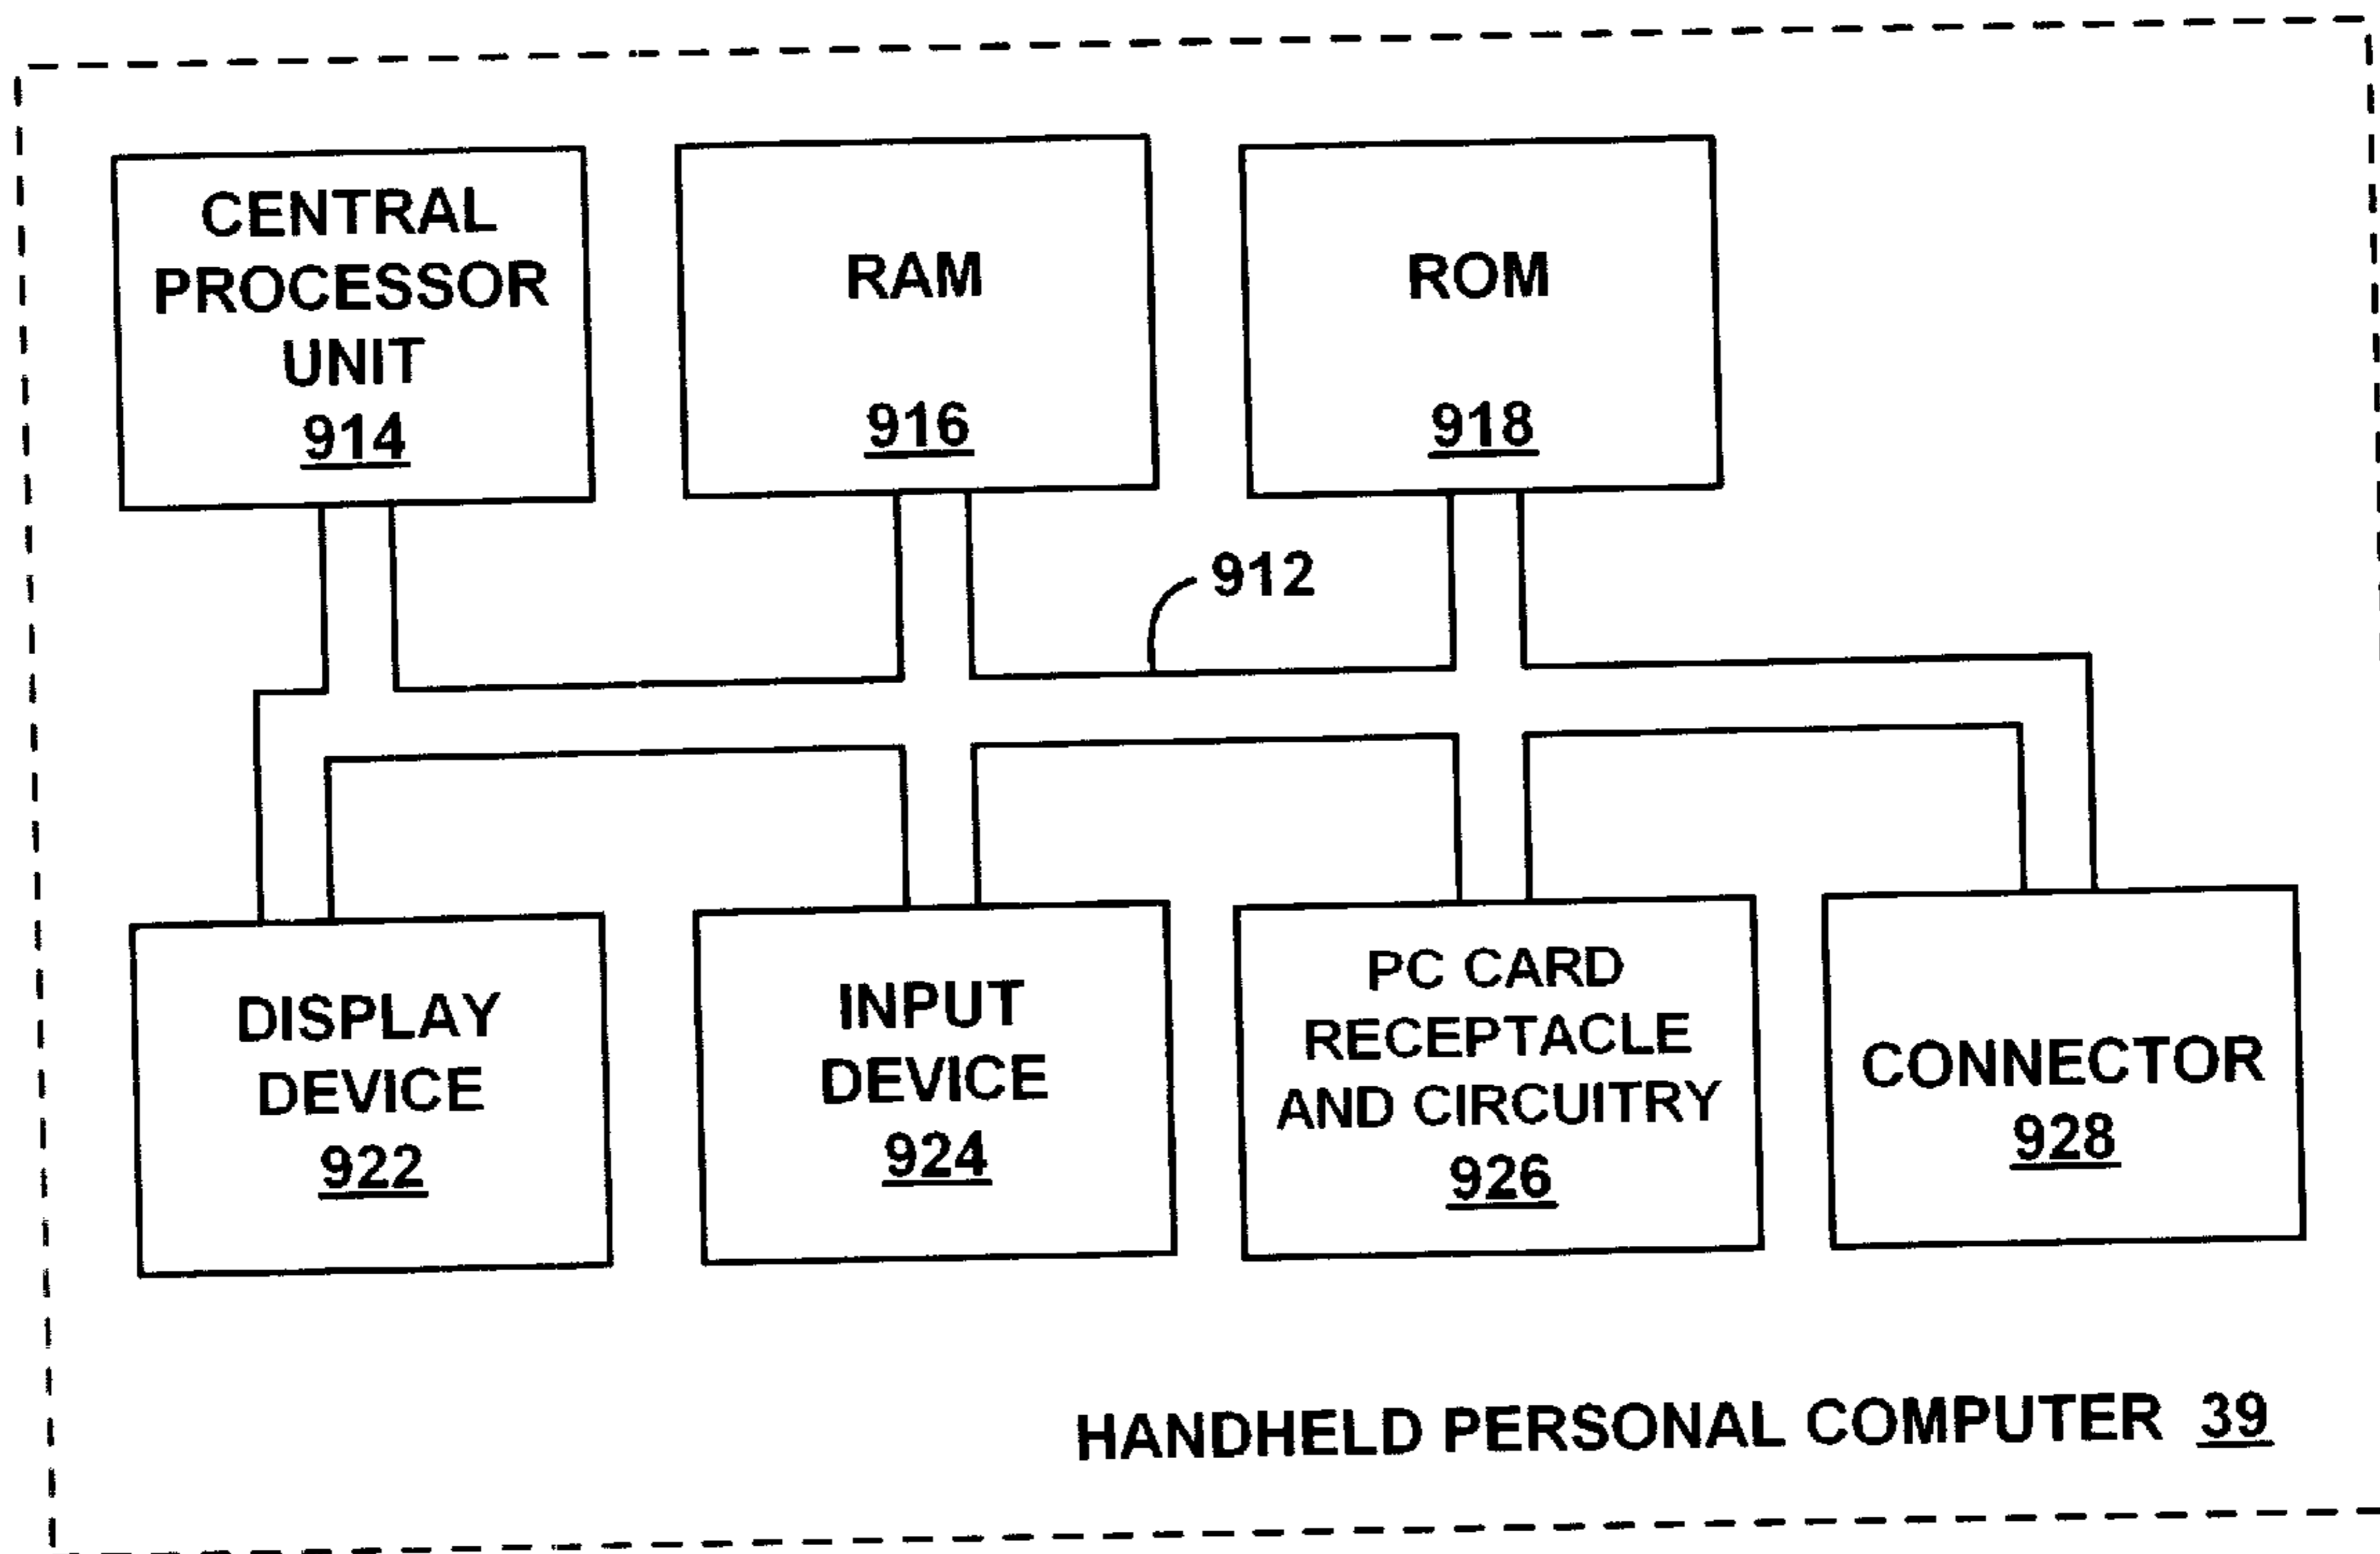 CENTRAL
PROCESSOR
UNIT
914
RAM
916
ROM
918
912
DISPLAY
DEVICE
922
INPUT
DEVICE
924
PC CARD
RECEPTACLE
AND CIRCUITRY
926
CONNECTOR
928
HANDHELD PERSONAL COMPUTER 39